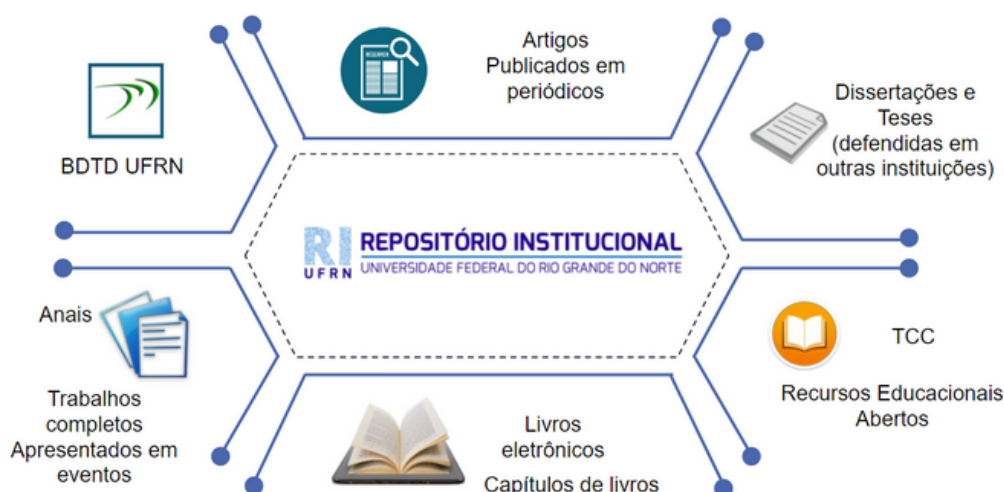 Artigos
Publicados em
periódicos
RESEARCH
BDTD UFRN
Dissertações e
Teses
(defendidas em
outras instituições)
RI
UFRN
REPOSITÓRIO INSTITUCIONAL
UNIVERSIDADE FEDERAL DO RIO GRANDE DO NORTE
Anais
Trabalhos
completos
Apresentados em
eventos
Livros
eletrônicos
Capítulos de livros
TCC
Recursos Educacionais
Abertos